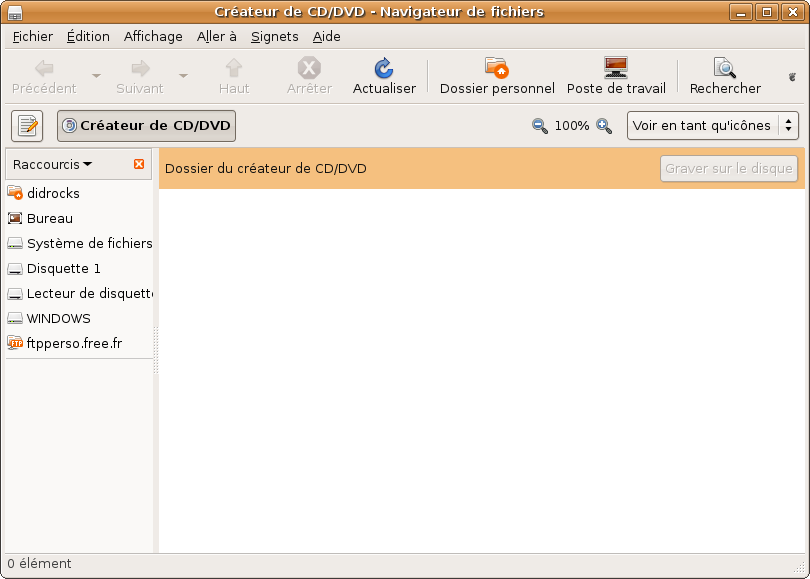 Créateur de CD/DVD - Navigateur de fichiers
Fichier Édition Affichage Aller à Signets Aide
Précédent Suivant Haut Arrêter Actualiser Dossier personnel Poste de travail Rechercher
Créateur de CD/DVD 100% Voir en tant qu'icônes
Raccourcis Dossier du créateur de CD/DVD Graver sur le disque
didrocks
Bureau
Système de fichiers
Disquette 1
Lecteur de disquette
WINDOWS
FTP ftpperso.free.fr
0 élément